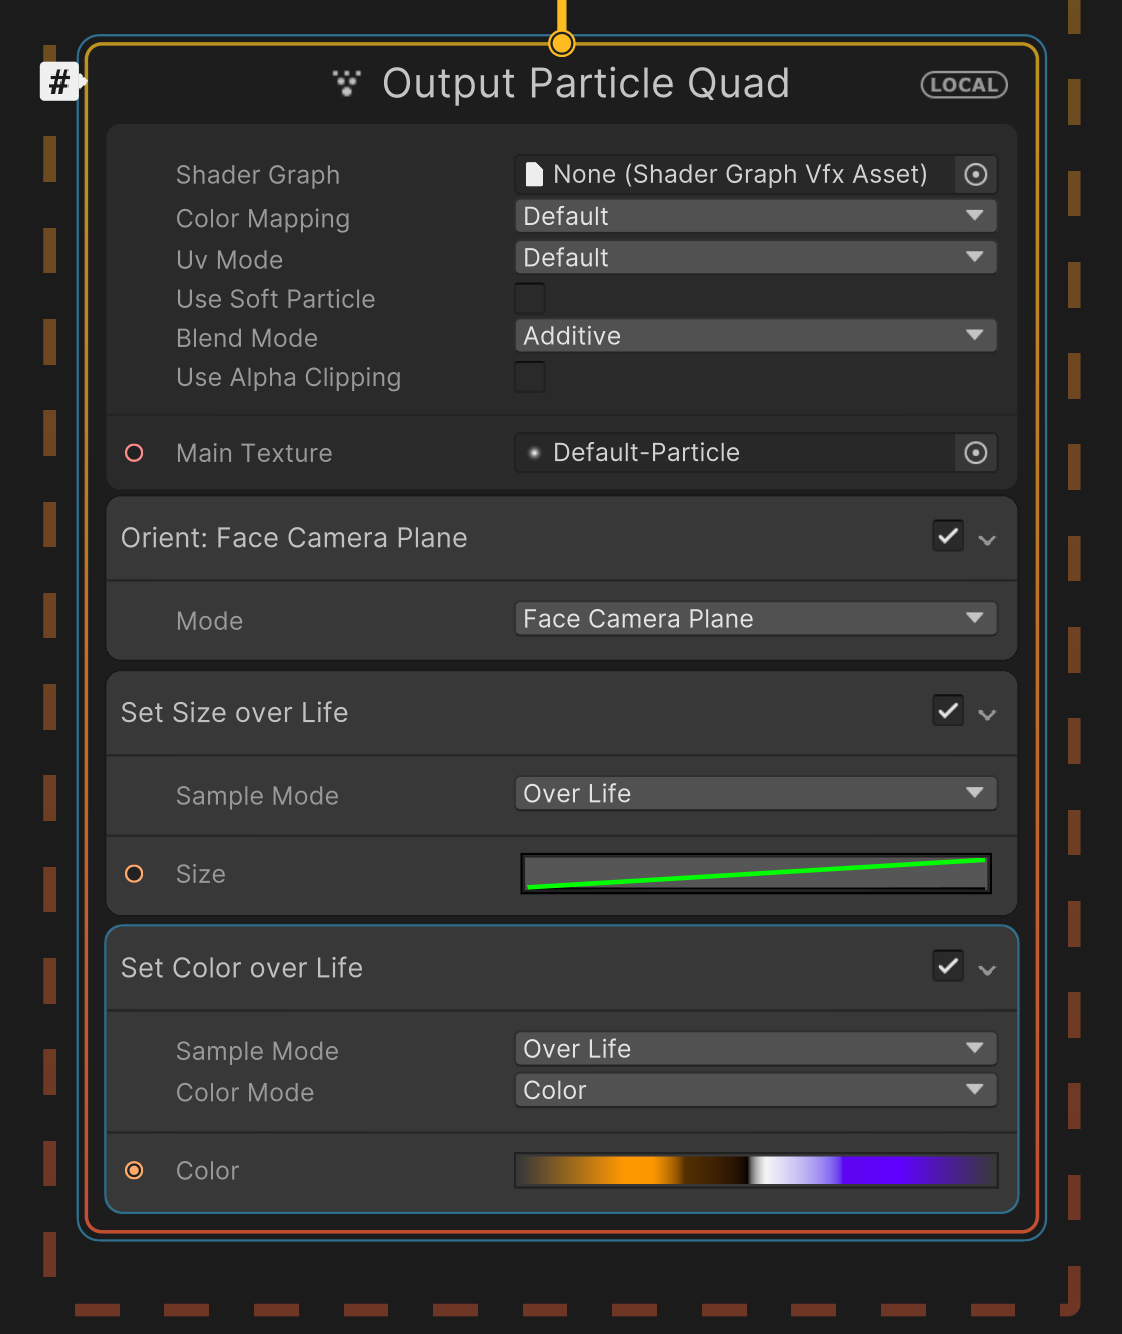 #
Output Particle Quad
LOCAL
Shader Graph None (Shader Graph Vfx Asset)
Color Mapping Default
Uv Mode Default
Use Soft Particle
Blend Mode Additive
Use Alpha Clipping
Main Texture Default-Particle
Orient: Face Camera Plane
Mode Face Camera Plane
Set Size over Life
Sample Mode Over Life
Size
Set Color over Life
Sample Mode Over Life
Color Mode Color
Color